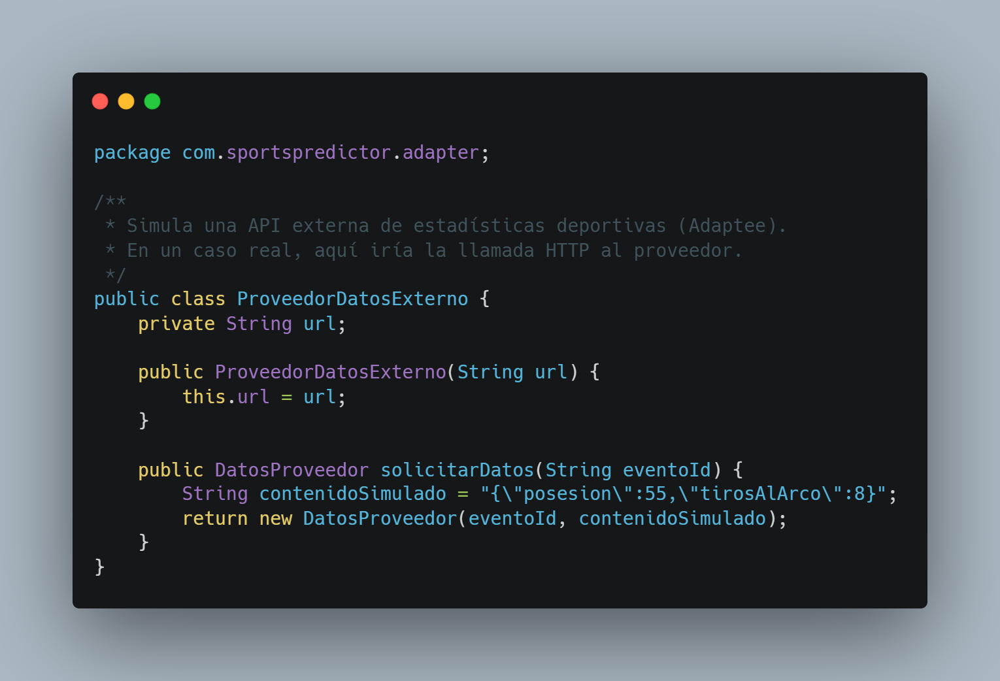 package com.sportspredictor.adapter;
/**
 * Simula una API externa de estadísticas deportivas (Adaptee).
 * En un caso real, aquí iría la llamada HTTP al proveedor.
 */
public class ProveedorDatosExterno {
    private String url;
    public ProveedorDatosExterno(String url) {
        this.url = url;
    }
    public DatosProveedor solicitarDatos(String eventoId) {
        String contenidoSimulado = "{\"posesion\":55,\"tirosAlArco\":8}";
        return new DatosProveedor(eventoId, contenidoSimulado);
    }
}